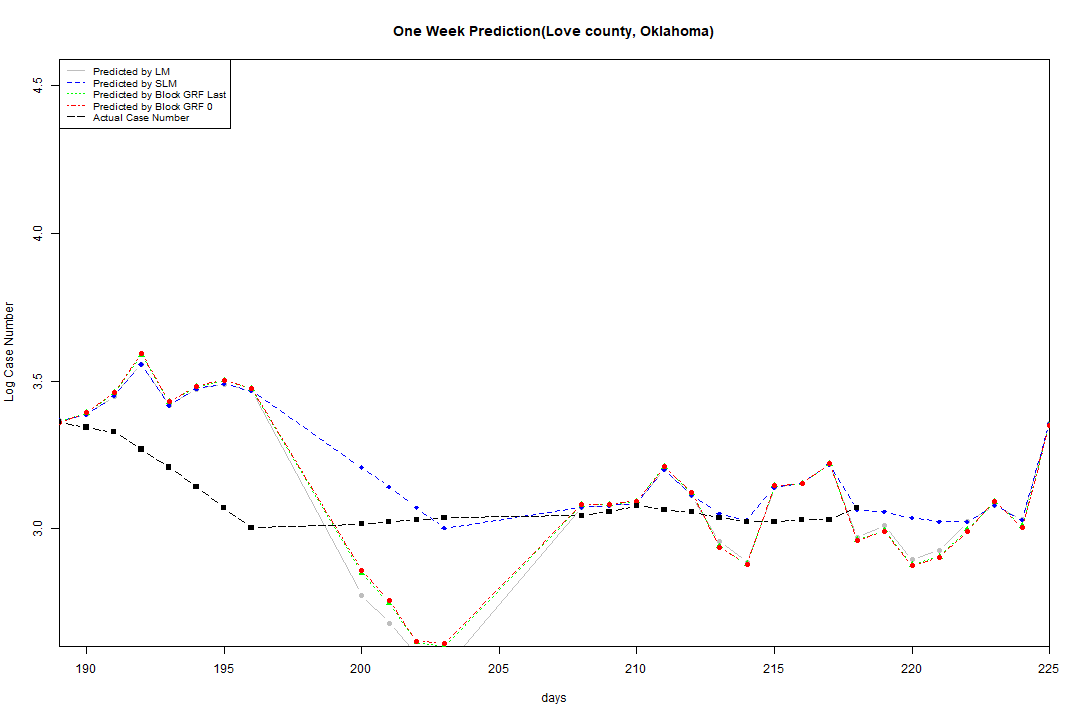 One Week Prediction(Love county, Oklahoma)
Predicted by LM
Predicted by SLM
Predicted by Block GRF Last
Predicted by Block GRF 0
Actual Case Number
4.5
4.0
3.5
3.0
Log Case Number
190 195 200 205 210 215 220 225
days